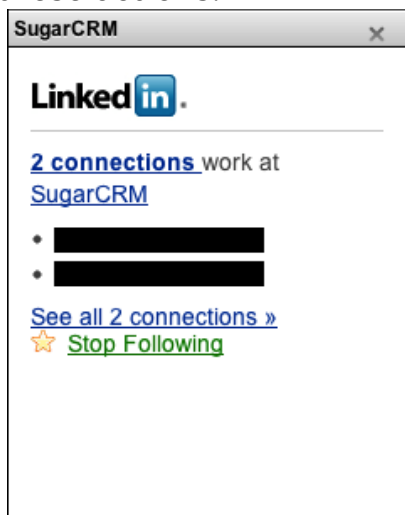 SugarCRM
Linked in.
2 connections work at
SugarCRM
See all 2 connections »
Stop Following